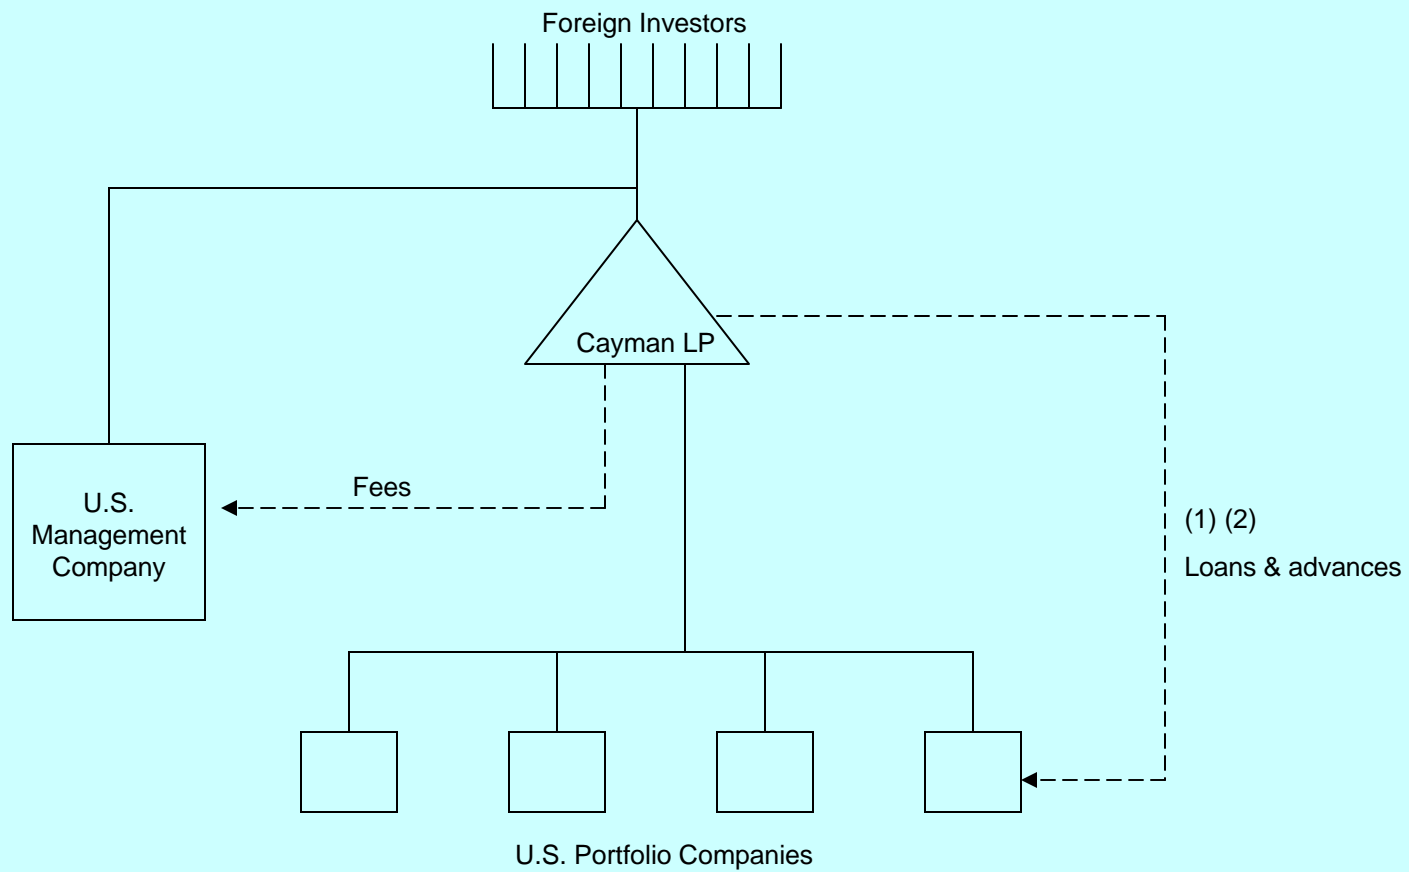 Foreign Investors
Cayman LP
Fees
U.S.
Management
Company
(1) (2)
Loans & advances
U.S. Portfolio Companies